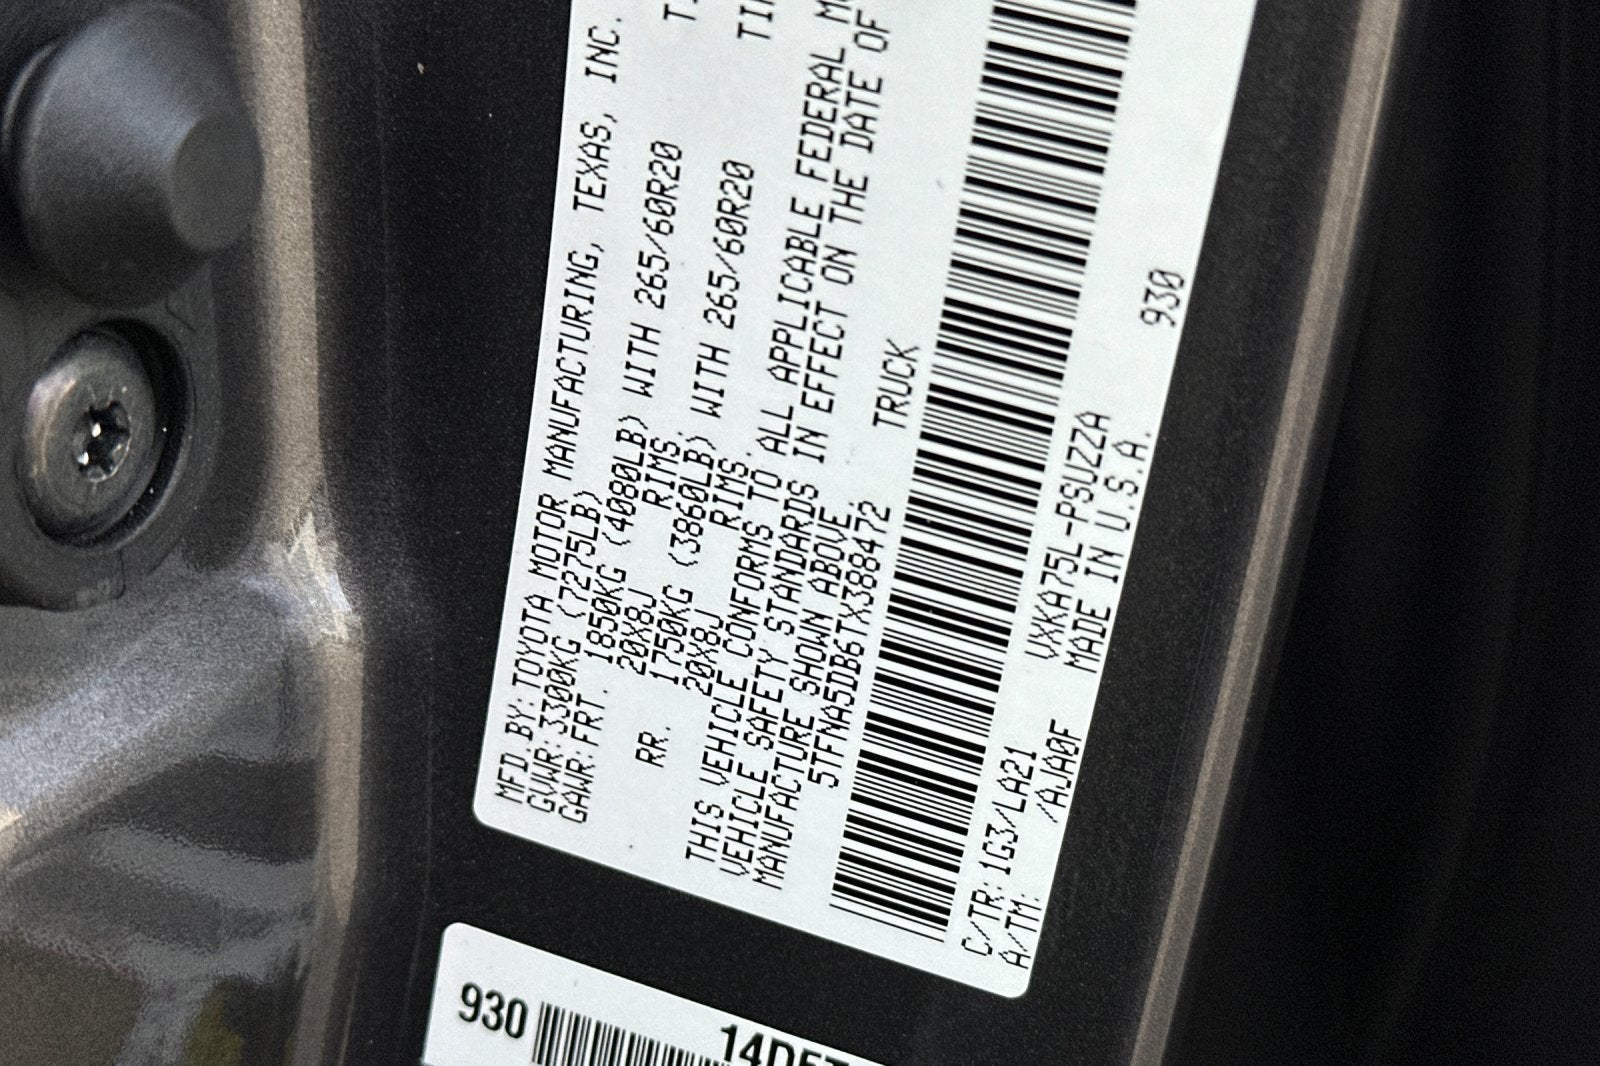 MFD. BY: TOYOTA MOTOR MANUFACTURING, TEXAS, INC.
GVWR: 3300KG (7275LB)
GAWR: FRT. 1850KG (4080LB) WITH 265/60R20
20X8J RIMS,
RR. 1750KG (3860LB) WITH 265/60R20
20X8J RIMS,
THIS VEHICLE CONFORMS TO ALL APPLICABLE FEDERAL
VEHICLE SAFETY STANDARDS IN EFFECT ON THE DATE OF
MANUFACTURE SHOWN ABOVE.
5TFNA5DB6TX388472 TRUCK
C/TR: 1G3/LA21 VXKA75L-PSUZZA 930
A/TM: /AJA0F MADE IN U.S.A.
930